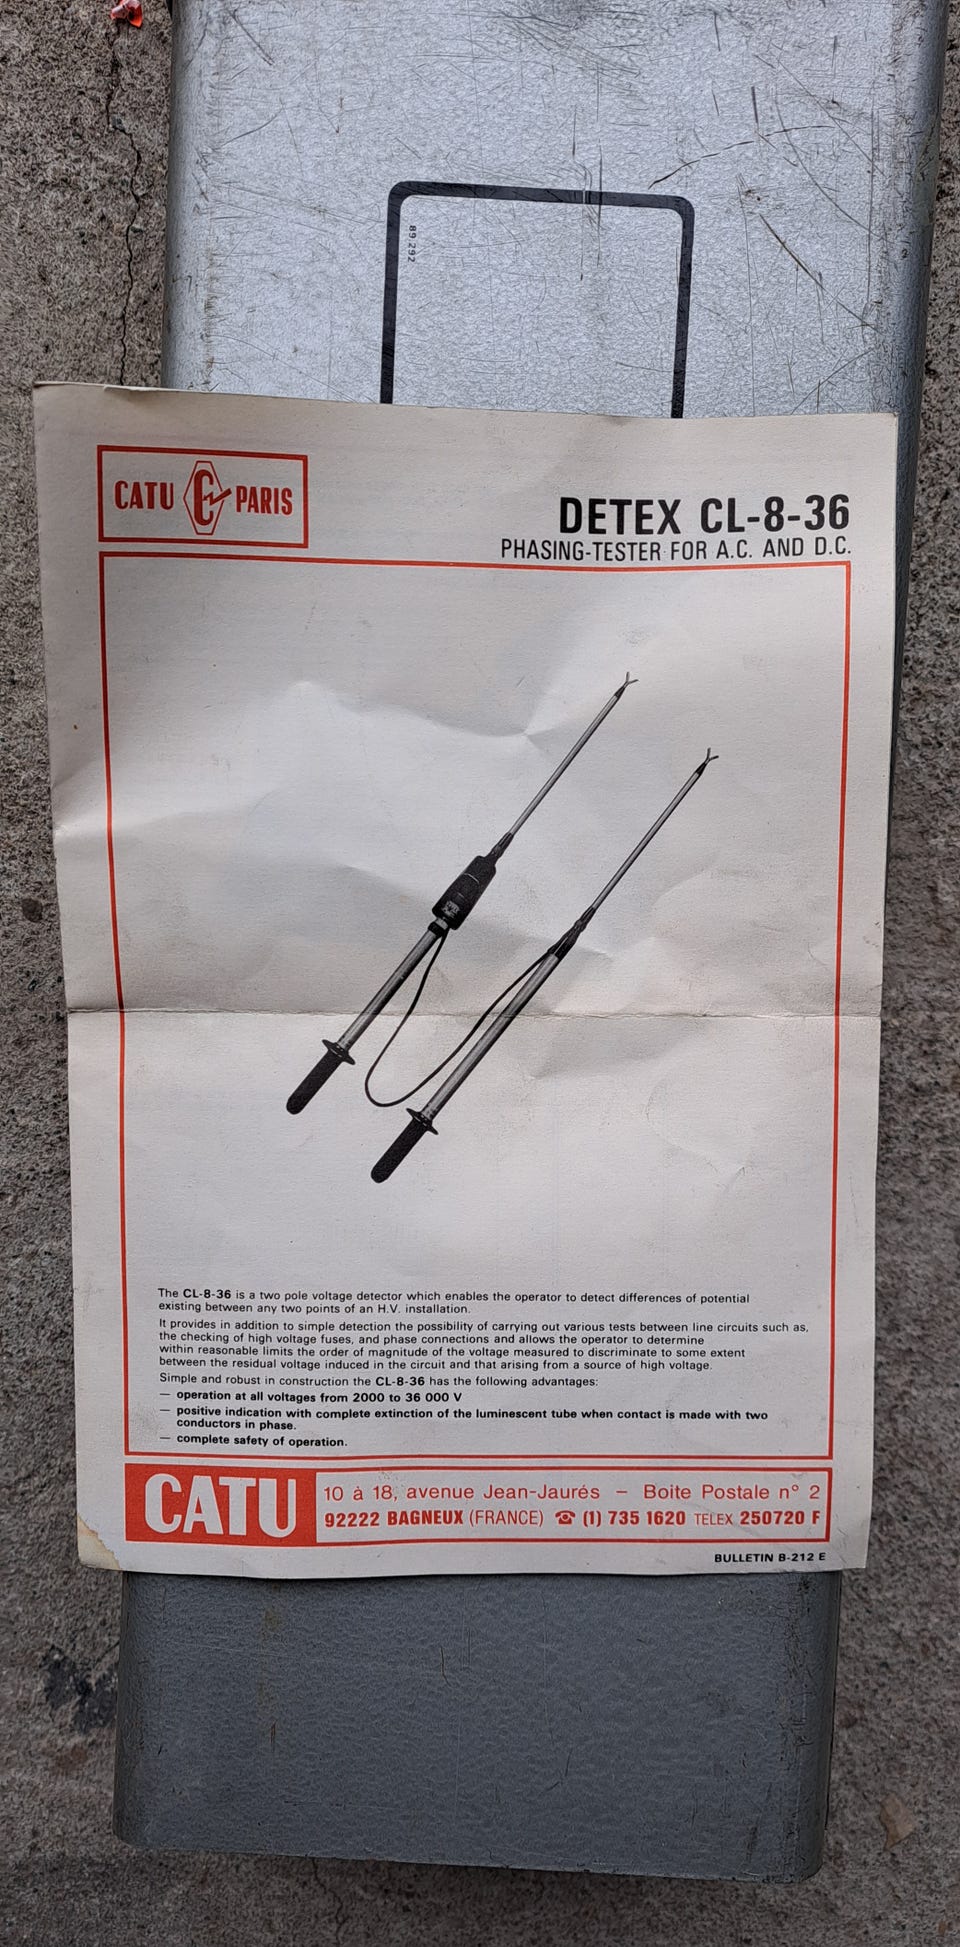 89.292
CATU C PARIS
DETEX CL-8-36
PHASING-TESTER FOR A.C. AND D.C.
The CL-8-36 is a two pole voltage detector which enables the operator to detect differences of potential
existing between any two points of an H.V. installation.
It provides in addition to simple detection the possibility of carrying out various tests between line circuits such as,
the checking of high voltage fuses, and phase connections and allows the operator to determine
within reasonable limits the order of magnitude of the voltage measured to discriminate to some extent
between the residual voltage induced in the circuit and that arising from a source of high voltage.
Simple and robust in construction the CL-8-36 has the following advantages:
— operation at all voltages from 2000 to 36 000 V
— positive indication with complete extinction of the luminescent tube when contact is made with two
conductors in phase.
— complete safety of operation.
CATU
10 à 18, avenue Jean-Jaurés – Boite Postale n° 2
92222 BAGNEUX (FRANCE) ☎ (1) 735 1620 TELEX 250720 F
BULLETIN B-212 E